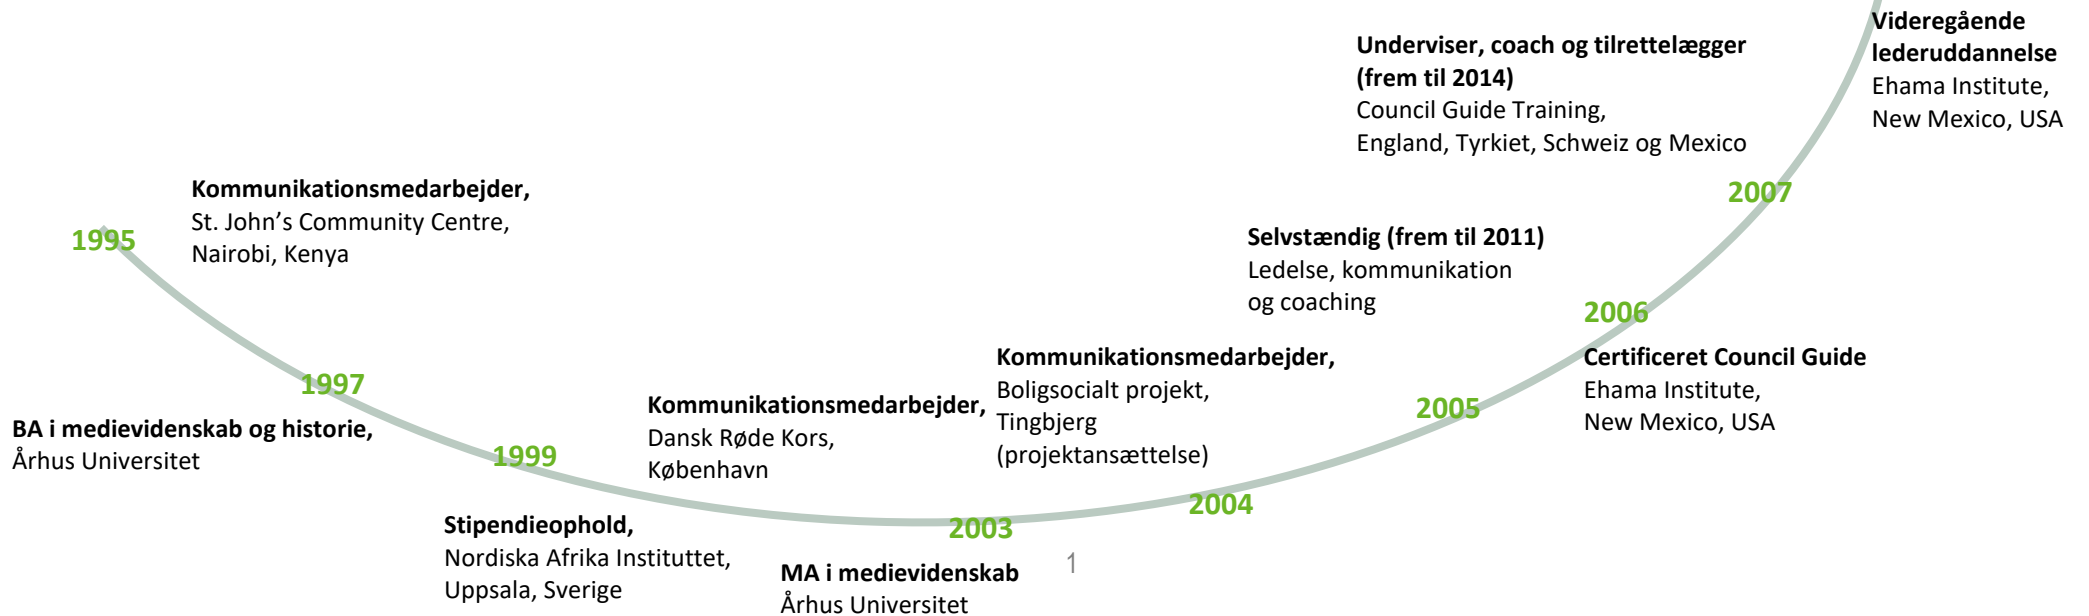 1995
Kommunikationsmedarbejder,
St. John’s Community Centre,
Nairobi, Kenya
1997
BA i medievidenskab og historie,
Århus Universitet
1999
Stipendieophold,
Nordiska Afrika Instituttet,
Uppsala, Sverige
Kommunikationsmedarbejder,
Dansk Røde Kors,
København
2003
MA i medievidenskab
Århus Universitet
1
Kommunikationsmedarbejder,
Boligsocialt projekt,
Tingbjerg
(projektansættelse)
2004
Selvstændig (frem til 2011)
Ledelse, kommunikation
og coaching
2005
2006
Certificeret Council Guide
Ehama Institute,
New Mexico, USA
Underviser, coach og tilrettelægger
(frem til 2014)
Council Guide Training,
England, Tyrkiet, Schweiz og Mexico
2007
Videregående
lederuddannelse
Ehama Institute,
New Mexico, USA